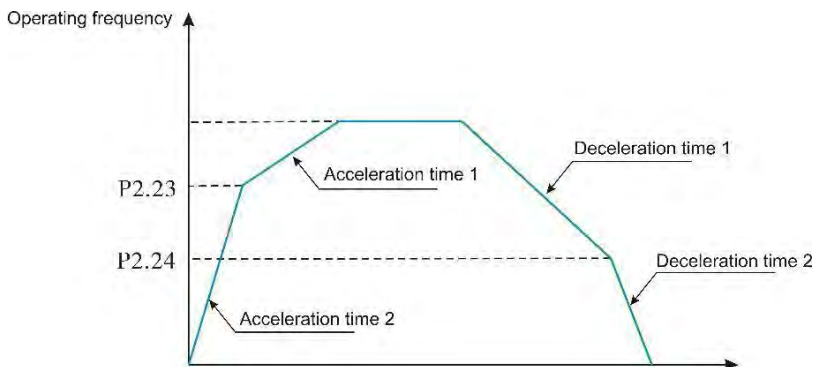 Operating frequency
Deceleration time 1
Acceleration time 1
P2.23
P2.24
Deceleration time 2
Acceleration time 2